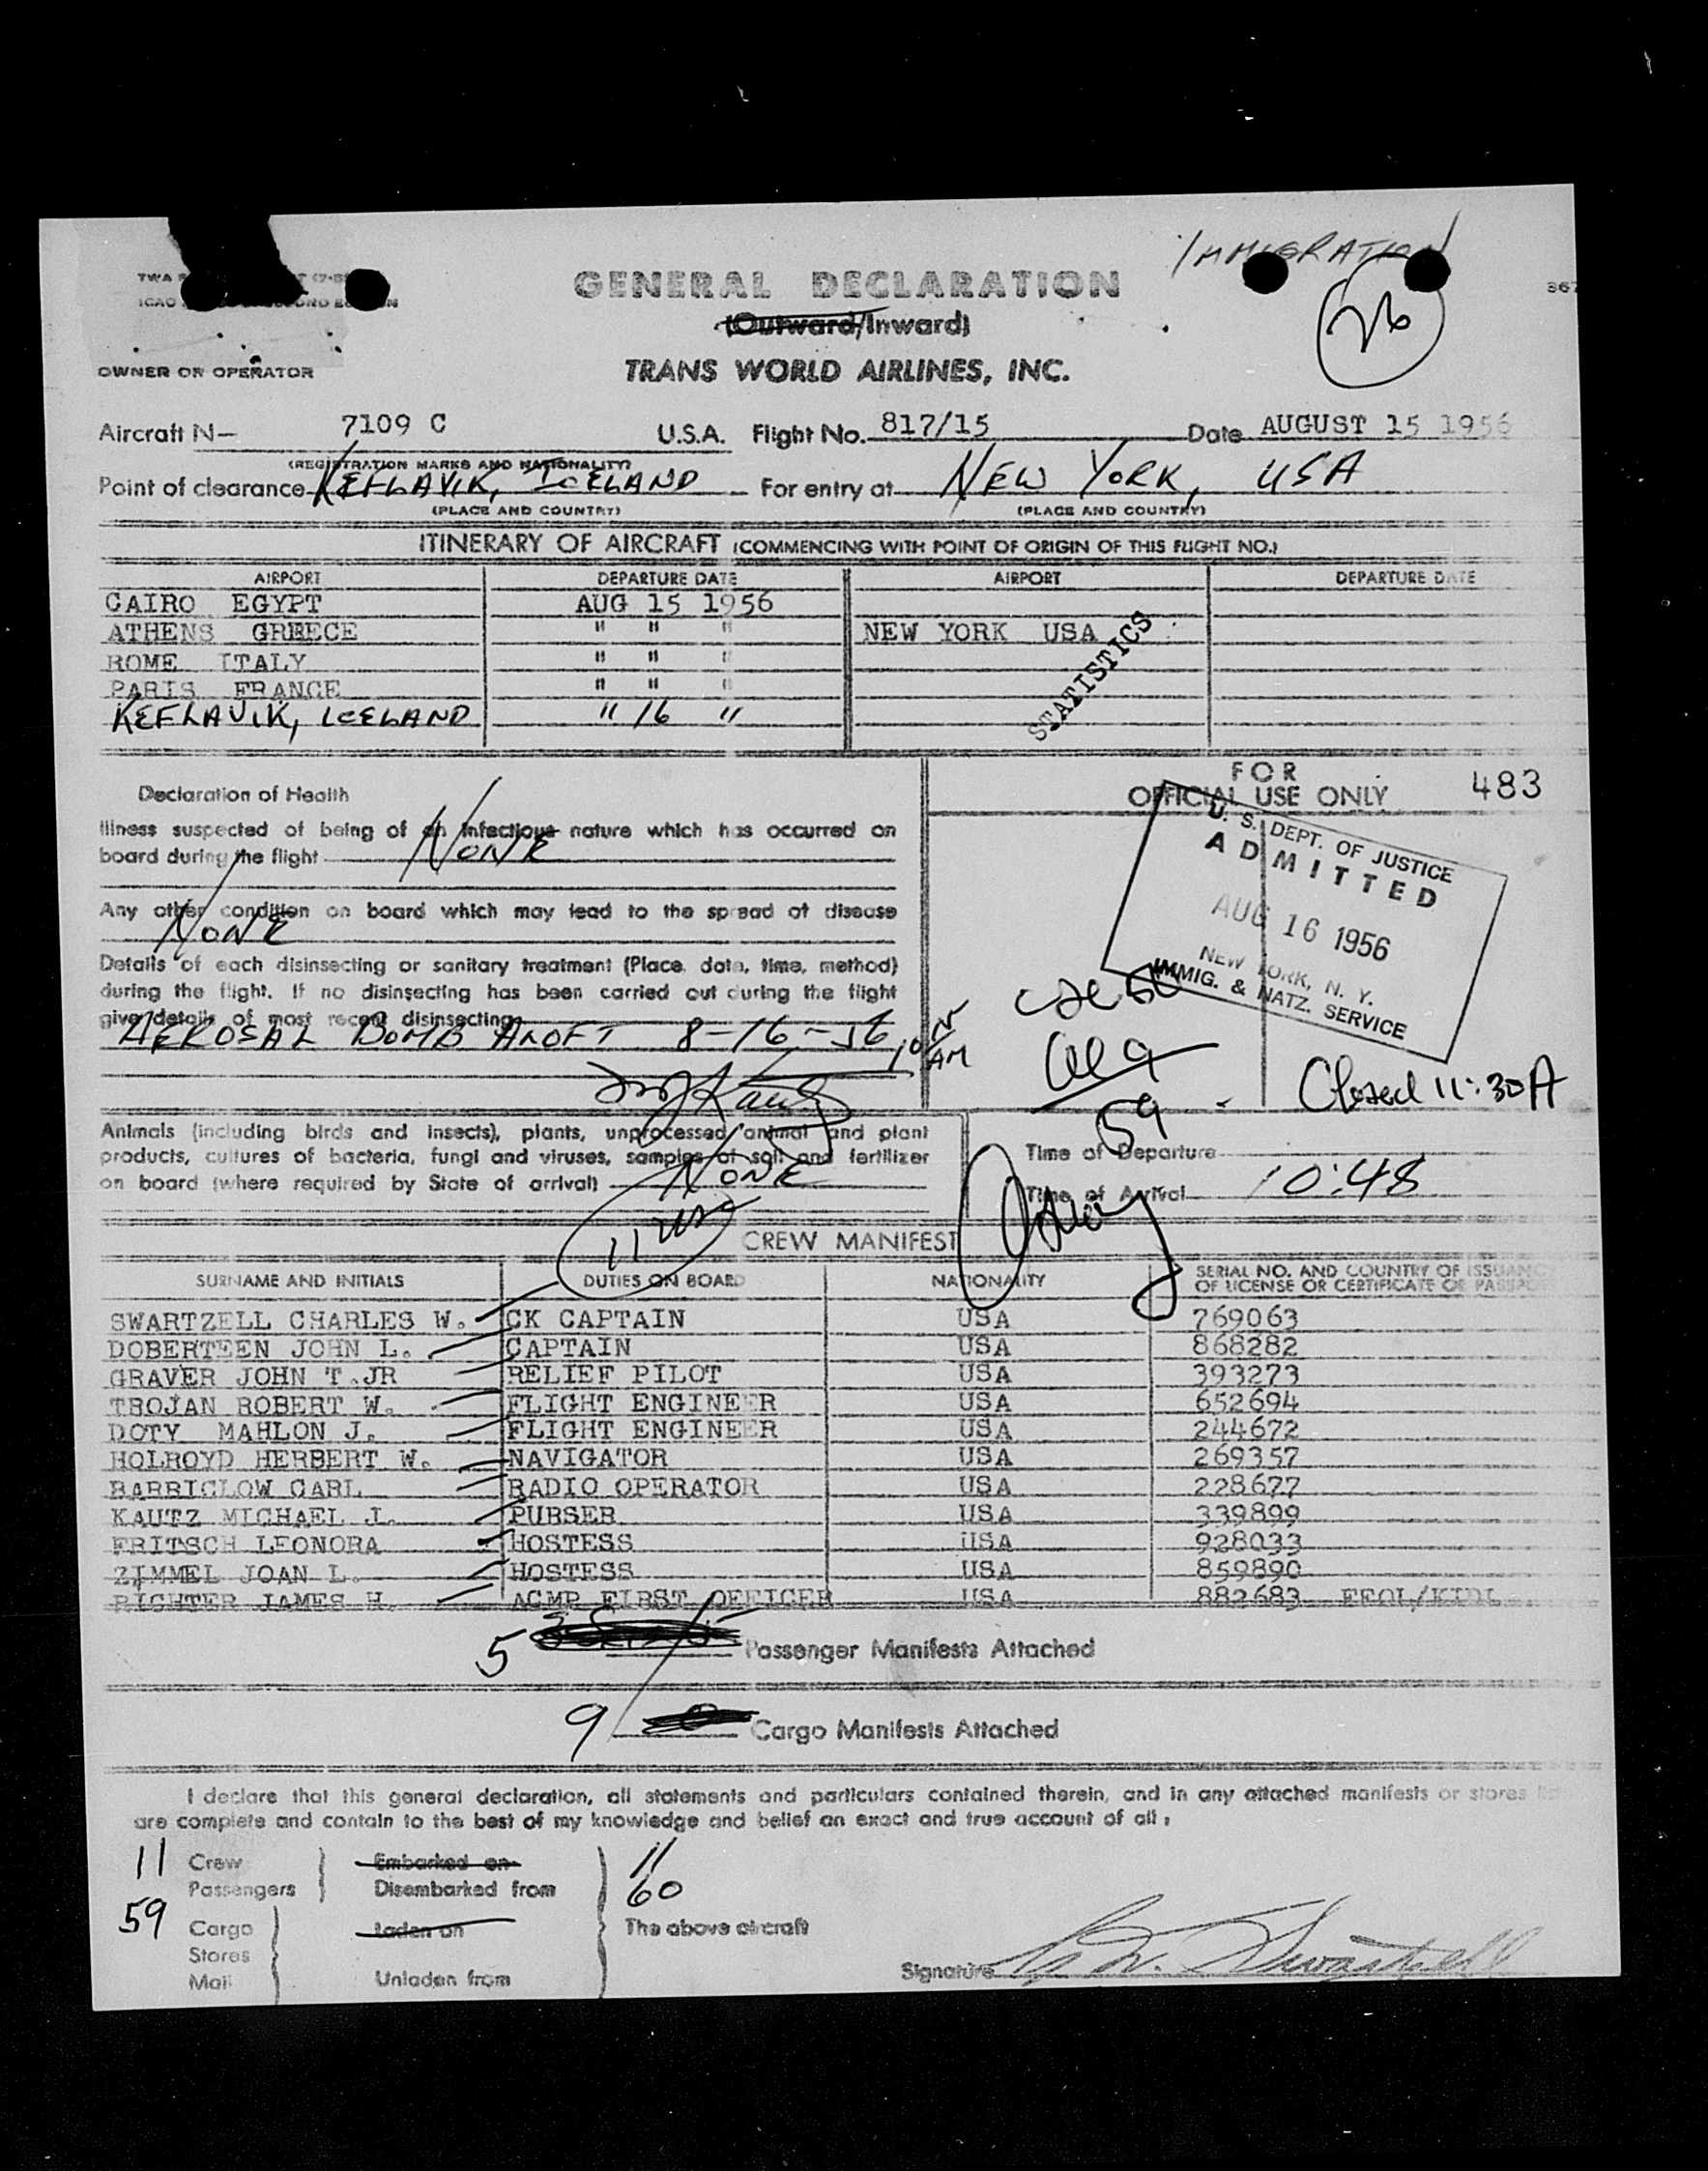 IMMIGRATION
26
TWA
ICAO
GENERAL DECLARATION
(Outward/Inward)
OWNER OR OPERATOR
TRANS WORLD AIRLINES, INC.
Aircraft N— 7109 C U.S.A. Flight No. 817/15 Date AUGUST 15 1956
(REGISTRATION MARKS AND NATIONALITY)
Point of clearance KEFLAVIK, ICELAND For entry at NEW YORK, USA
(PLACE AND COUNTRY) (PLACE AND COUNTRY)
ITINERARY OF AIRCRAFT (COMMENCING WITH POINT OF ORIGIN OF THIS FLIGHT NO.)
AIRPORT DEPARTURE DATE AIRPORT DEPARTURE DATE
CAIRO EGYPT AUG 15 1956
ATHENS GREECE " " " NEW YORK USA
ROME ITALY " " "
PARIS FRANCE " " "
KEFLAVIK, ICELAND " 16 "
STATISTICS
FOR
OFFICIAL USE ONLY 483
Declaration of Health
Illness suspected of being of an infectious nature which has occurred on
board during the flight NONE
Any other condition on board which may lead to the spread of disease
NONE
Details of each disinsecting or sanitary treatment (Place, date, time, method)
during the flight. If no disinsecting has been carried out during the flight
give details of most recent disinsecting
AEROSAL BOMB ALOFT 8-16-56
AM
U. S. DEPT. OF JUSTICE
ADMITTED
AUG 16 1956
NEW YORK, N. Y.
IMMIG. & NATZ. SERVICE
59
Closed 11:30A
Animals (including birds and insects), plants, unprocessed animal and plant
products, cultures of bacteria, fungi and viruses, samples of soil and fertilizer
on board (where required by State of arrival) NONE
Time of Departure
Time of Arrival 10:48
11 USA
CREW MANIFEST
SURNAME AND INITIALS DUTIES ON BOARD NATIONALITY SERIAL NO. AND COUNTRY OF ISSUANC
OF LICENSE OR CERTIFICATE OR PASSPO
SWARTZELL CHARLES W. CK CAPTAIN USA 769063
DOBERTEEN JOHN L. CAPTAIN USA 868282
GRAVER JOHN T.JR RELIEF PILOT USA 393273
TROJAN ROBERT W. FLIGHT ENGINEER USA 652694
DOTY MAHLON J. FLIGHT ENGINEER USA 244672
HOLROYD HERBERT W. NAVIGATOR USA 269357
BARRICLOW CARL RADIO OPERATOR USA 228677
KAUTZ MICHAEL J. PURSER USA 339899
FRITSCH LEONORA HOSTESS USA 928033
ZIMMEL JOAN L. HOSTESS USA 859890
RIGHTER JAMES H. ACMR FIRST OFFICER USA 882683
5 Passenger Manifests Attached
9 Cargo Manifests Attached
I declare that this general declaration, all statements and particulars contained therein, and in any attached manifests or stores
are complete and contain to the best of my knowledge and belief an exact and true account of all:
11 Crew Embarked on 11
Passengers Disembarked from 60
59 Cargo Laden on The above aircraft
Stores
Mail Unladen from
Signature C. W. Swartzell